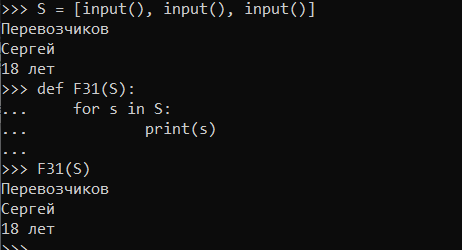 >>> S = [input(), input(), input()]
Перевозчиков
Сергей
18 лет
>>> def F31(S):
...     for s in S:
...             print(s)
...
>>> F31(S)
Перевозчиков
Сергей
18 лет
>>>